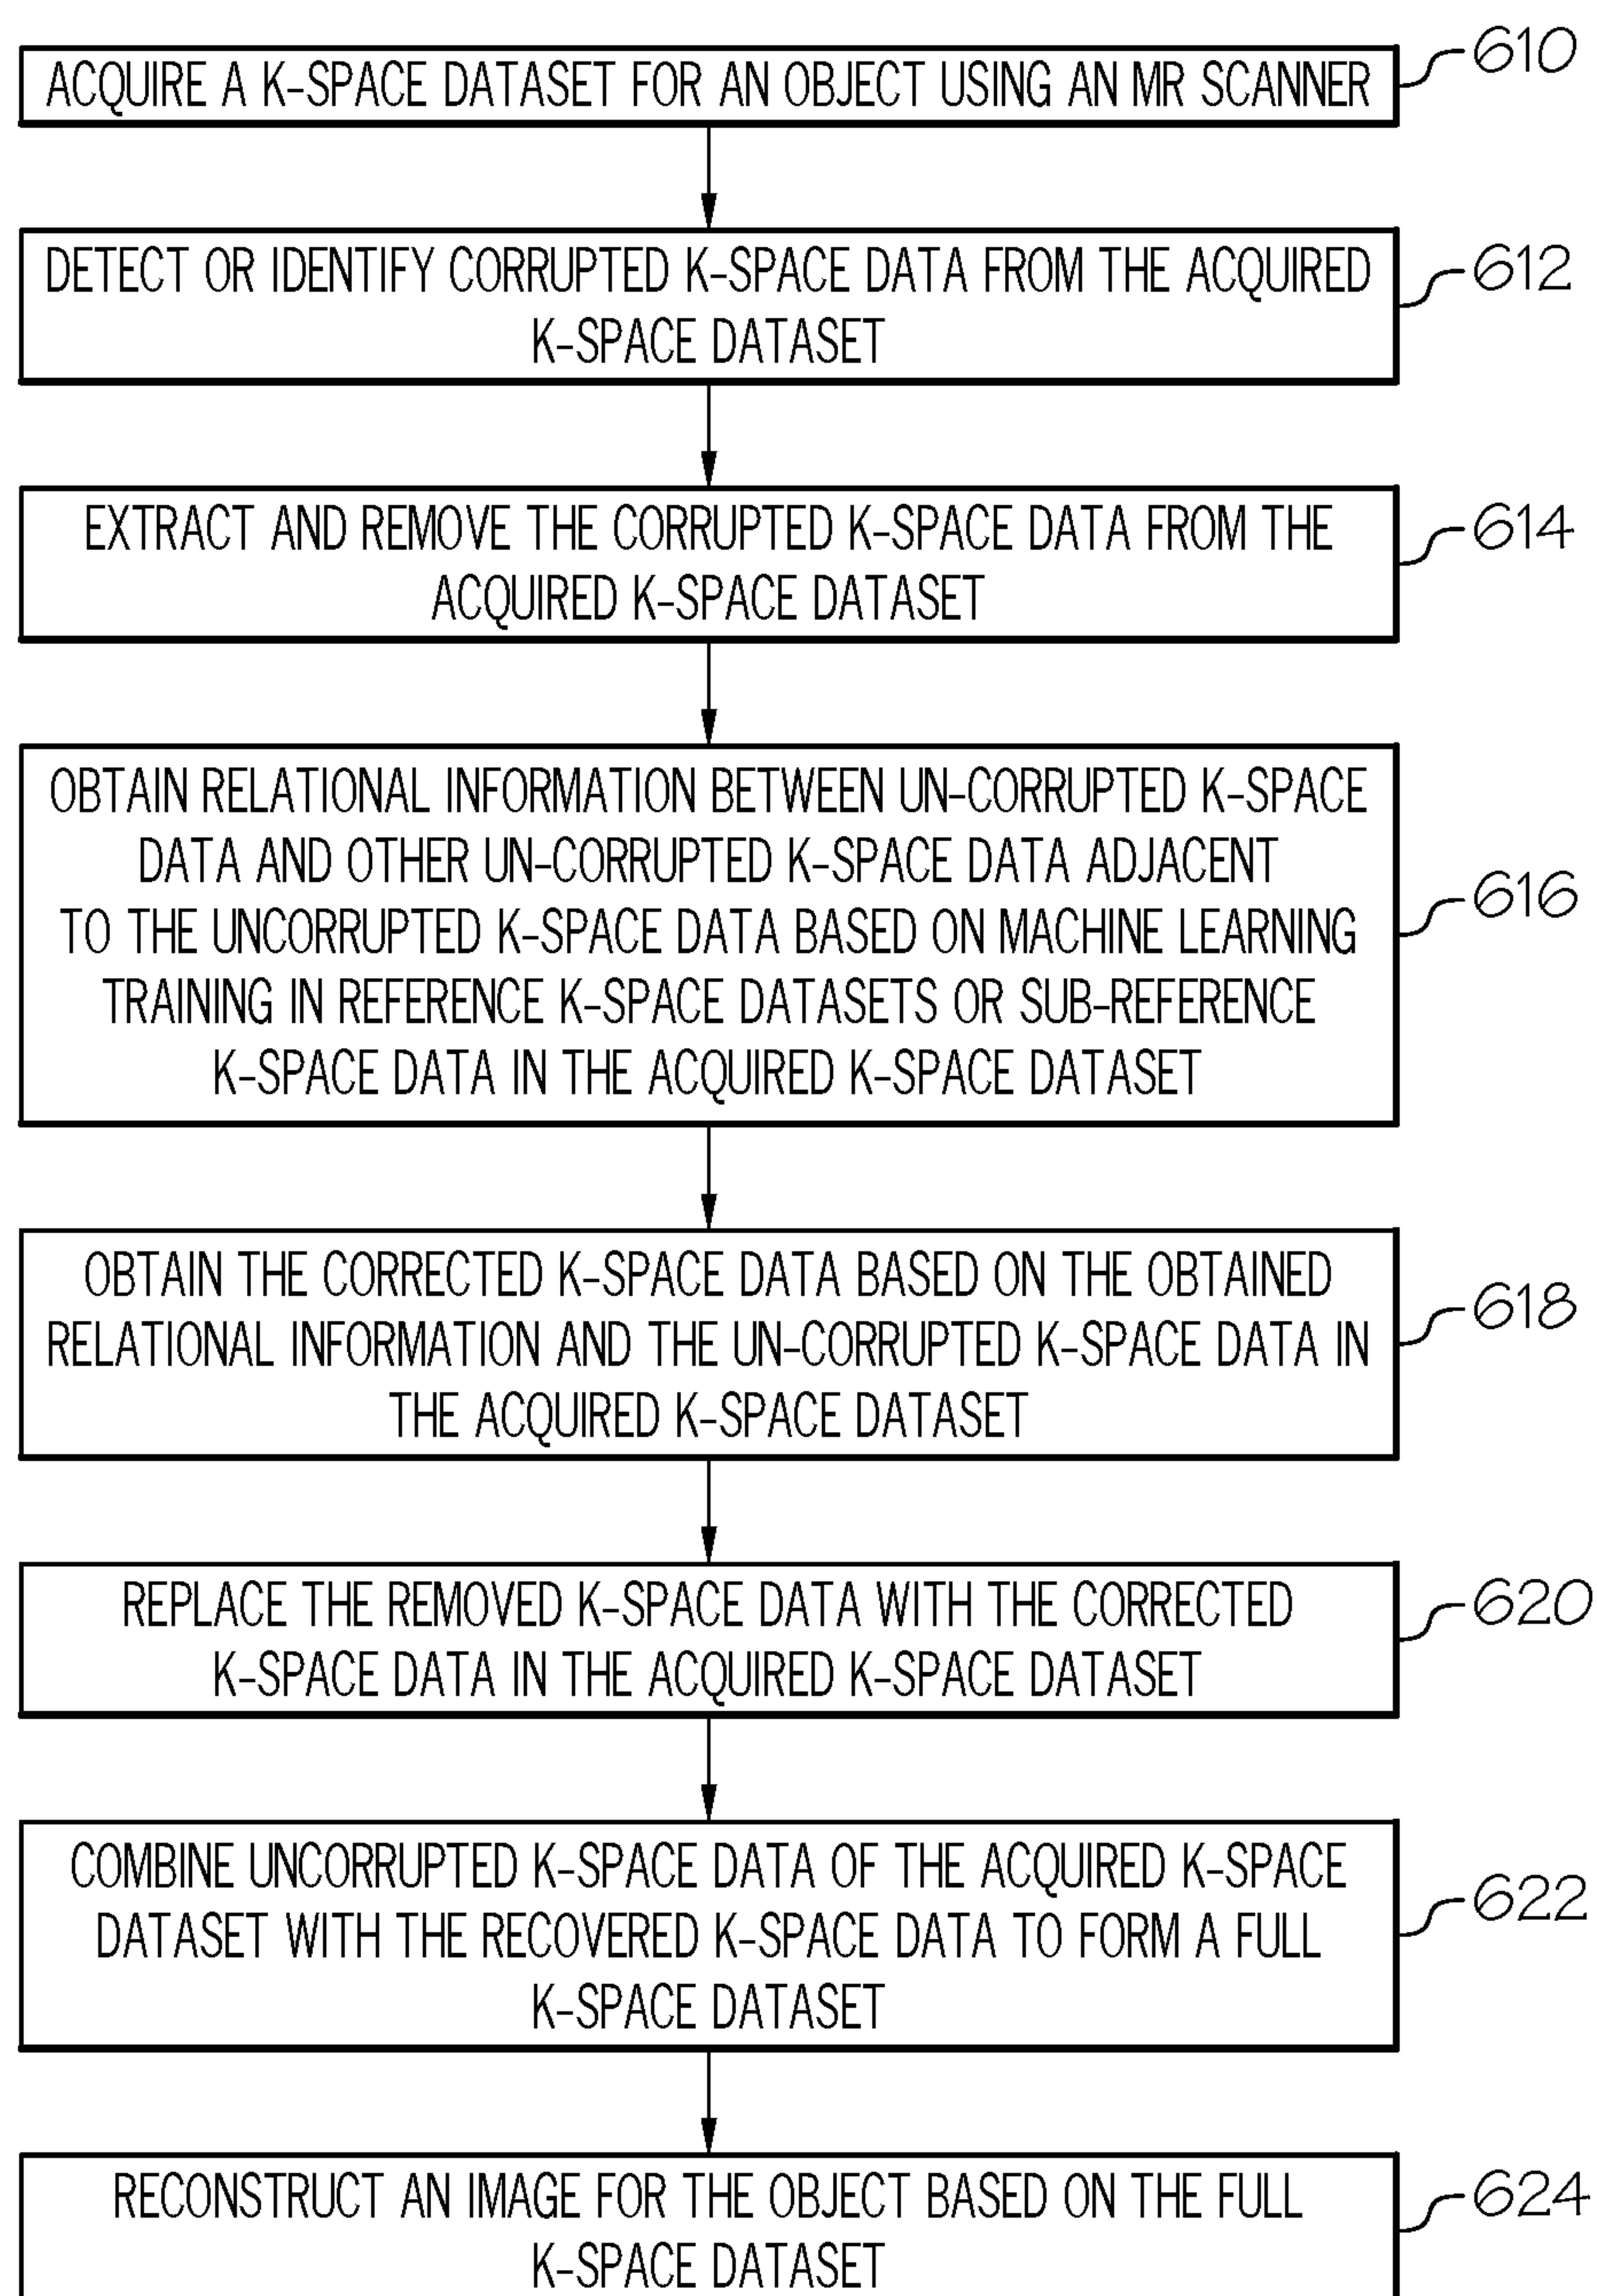 610
ACQUIRE A K-SPACE DATASET FOR AN OBJECT USING AN MR SCANNER
612
DETECT OR IDENTIFY CORRUPTED K-SPACE DATA FROM THE ACQUIRED
K-SPACE DATASET
614
EXTRACT AND REMOVE THE CORRUPTED K-SPACE DATA FROM THE
ACQUIRED K-SPACE DATASET
616
OBTAIN RELATIONAL INFORMATION BETWEEN UN-CORRUPTED K-SPACE
DATA AND OTHER UN-CORRUPTED K-SPACE DATA ADJACENT
TO THE UNCORRUPTED K-SPACE DATA BASED ON MACHINE LEARNING
TRAINING IN REFERENCE K-SPACE DATASETS OR SUB-REFERENCE
K-SPACE DATA IN THE ACQUIRED K-SPACE DATASET
618
OBTAIN THE CORRECTED K-SPACE DATA BASED ON THE OBTAINED
RELATIONAL INFORMATION AND THE UN-CORRUPTED K-SPACE DATA IN
THE ACQUIRED K-SPACE DATASET
620
REPLACE THE REMOVED K-SPACE DATA WITH THE CORRECTED
K-SPACE DATA IN THE ACQUIRED K-SPACE DATASET
622
COMBINE UNCORRUPTED K-SPACE DATA OF THE ACQUIRED K-SPACE
DATASET WITH THE RECOVERED K-SPACE DATA TO FORM A FULL
K-SPACE DATASET
624
RECONSTRUCT AN IMAGE FOR THE OBJECT BASED ON THE FULL
K-SPACE DATASET